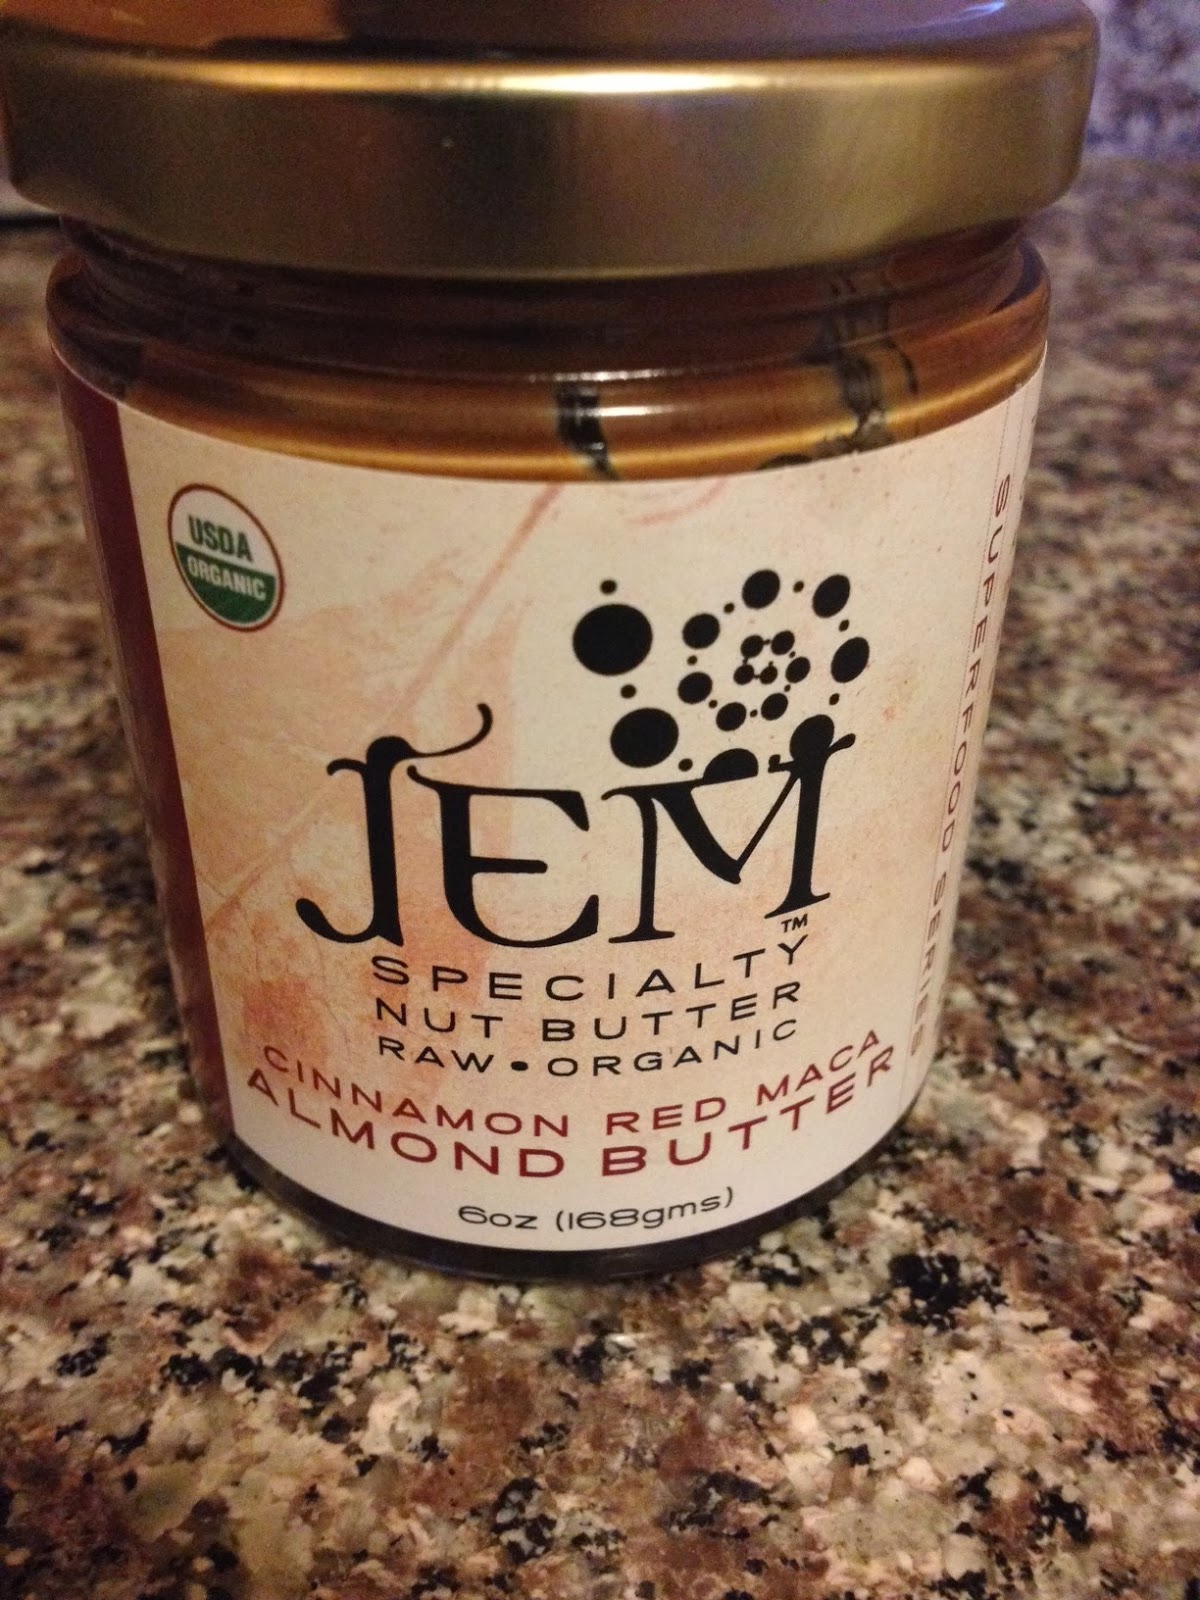 USDA
ORGANIC
JEM™
SPECIALTY
NUT BUTTER
RAW • ORGANIC
CINNAMON RED MACA
ALMOND BUTTER
6oz (168gms)
SUPERFOOD SERIES